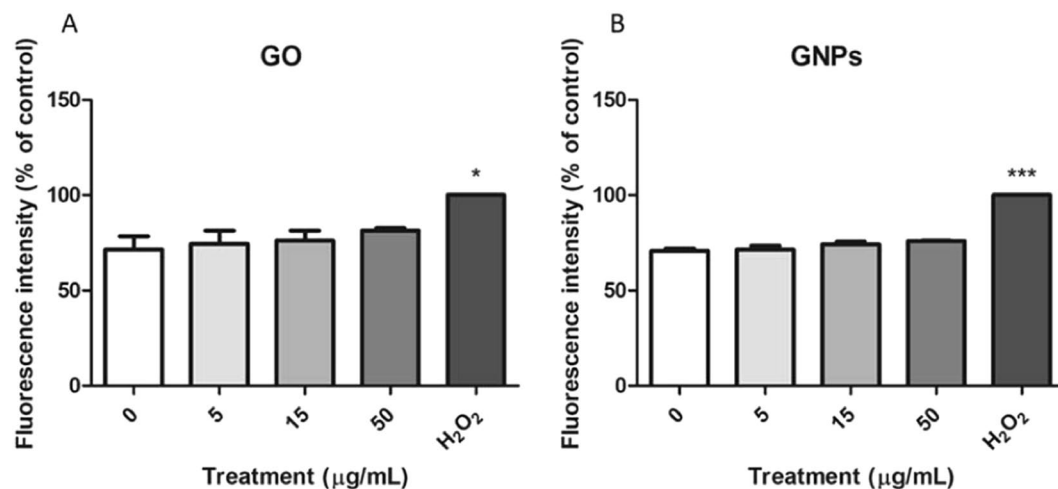 A
GO
Fluorescence intensity (% of control)
150
100
50
0
*
0
5
15
50
H₂O₂
Treatment (µg/mL)
B
GNPs
Fluorescence intensity (% of control)
150
100
50
0
***
0
5
15
50
H₂O₂
Treatment (µg/mL)